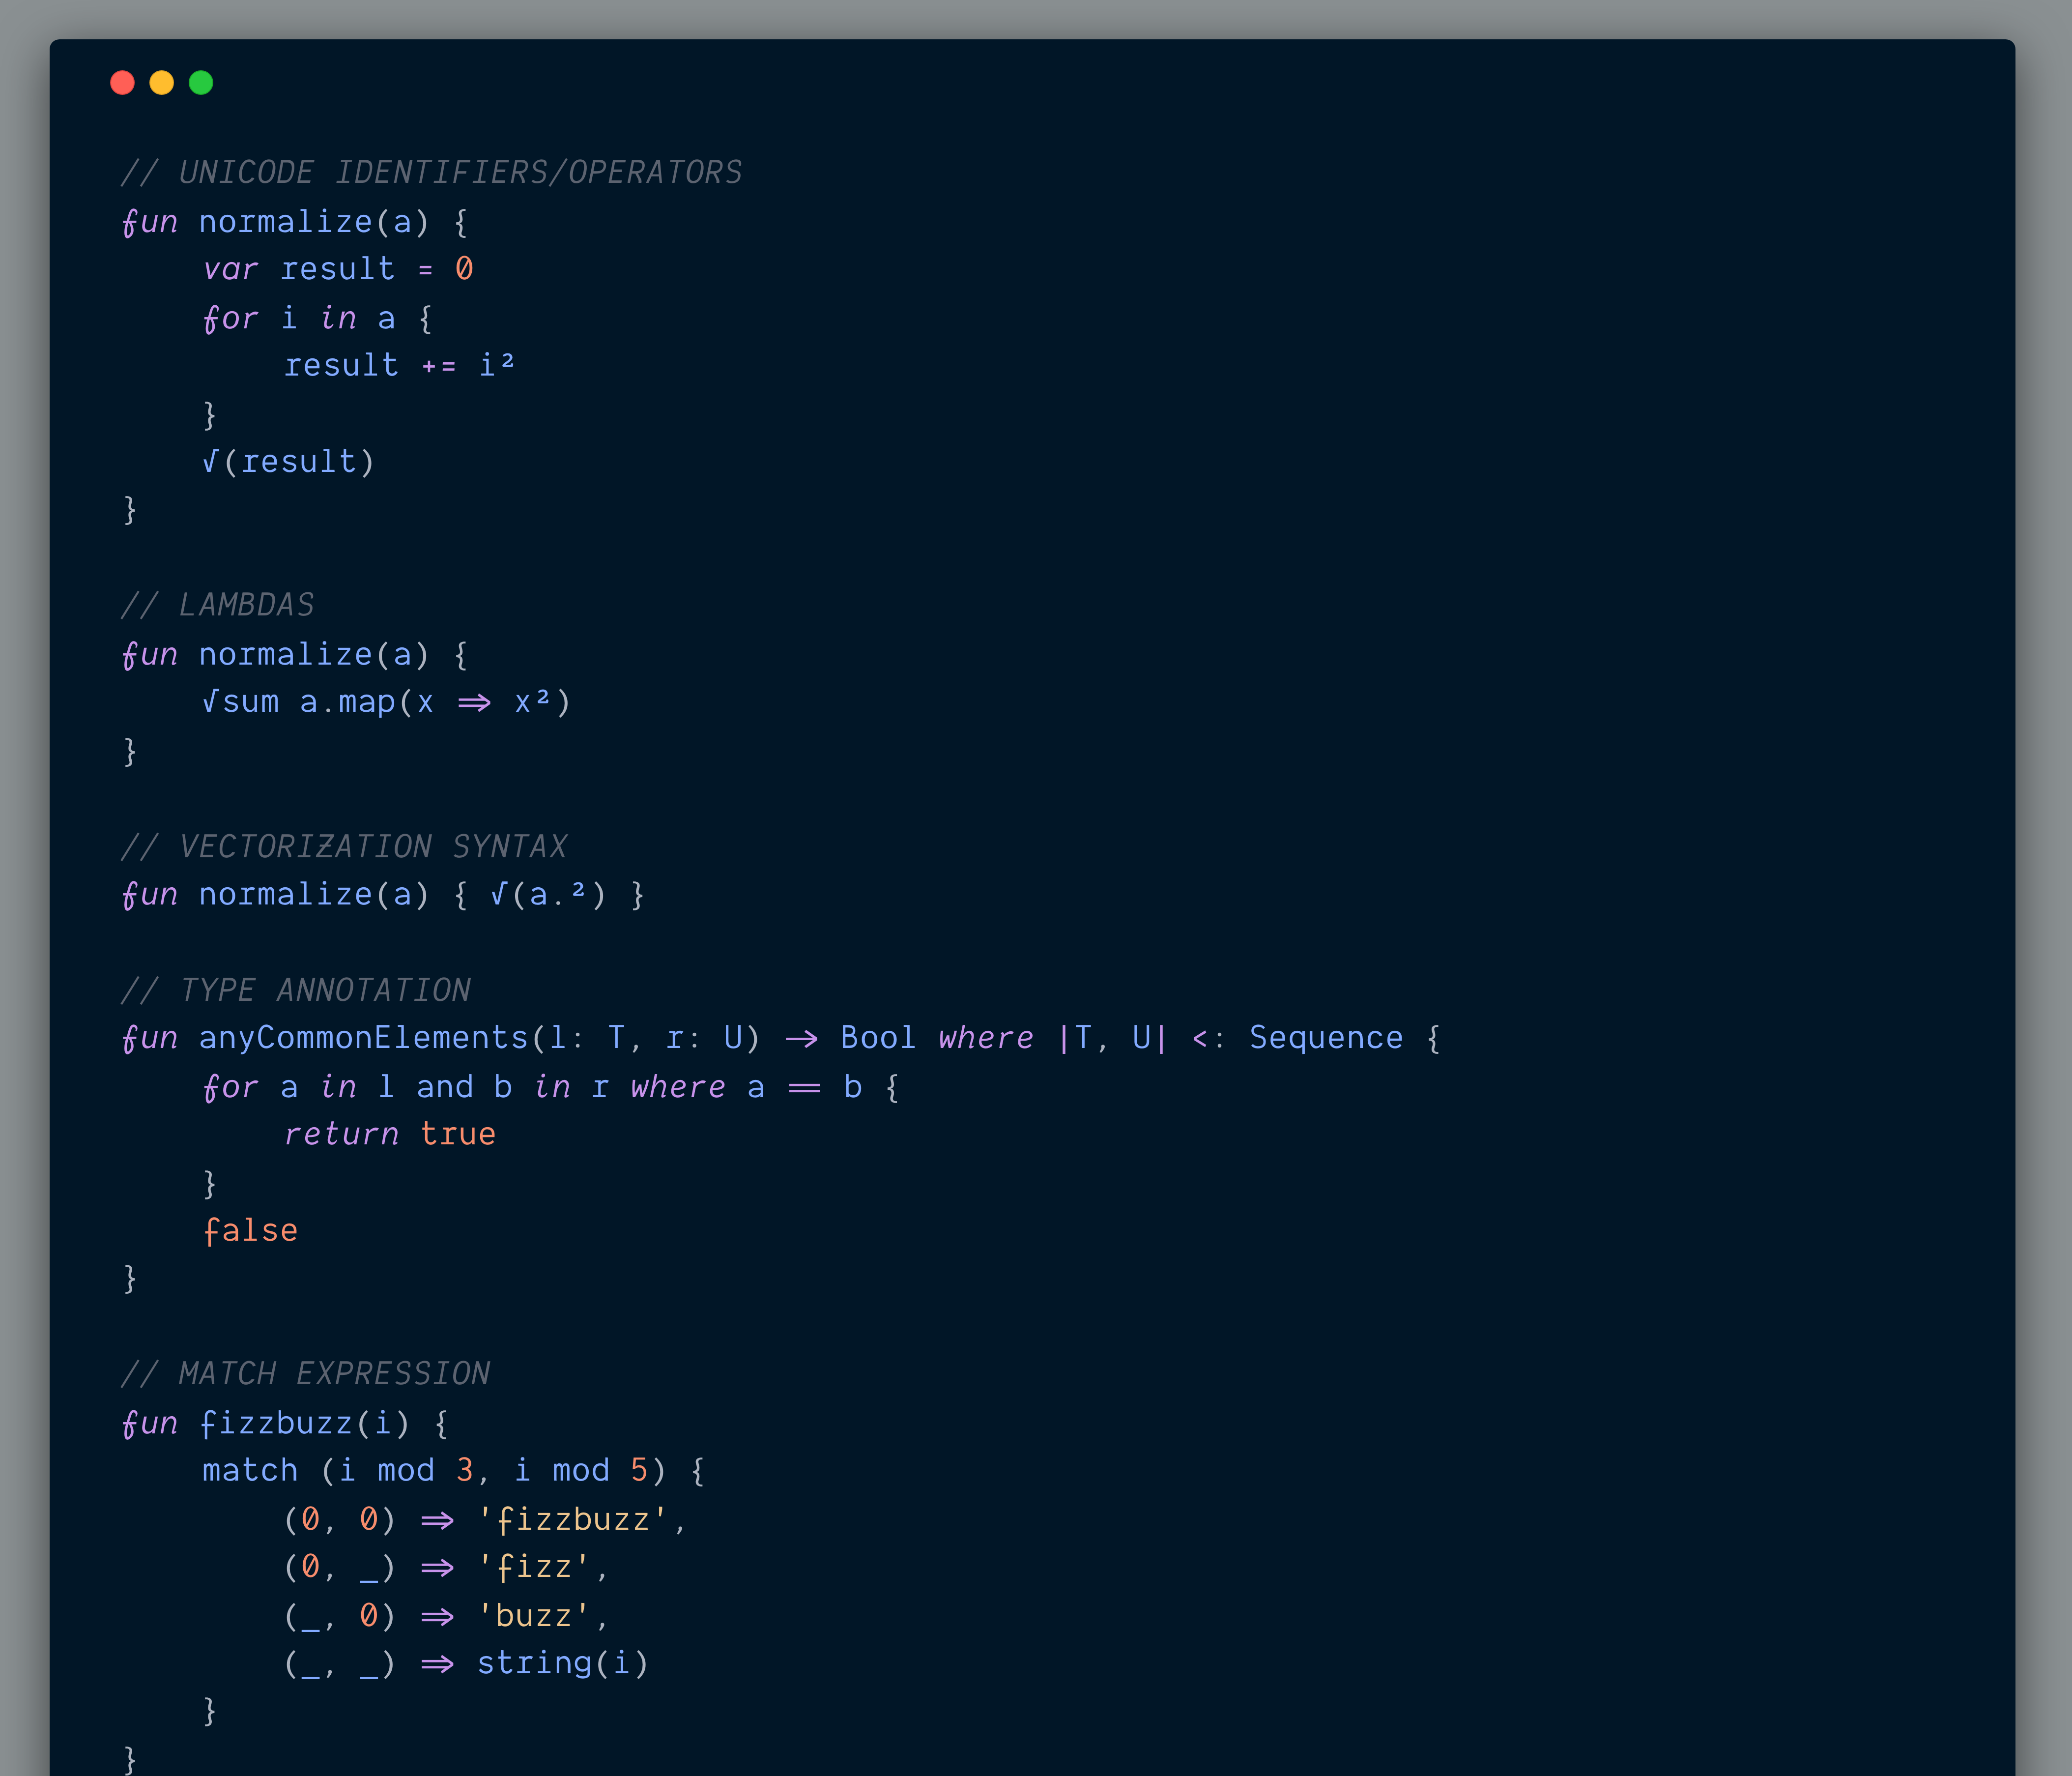 // UNICODE IDENTIFIERS/OPERATORS
fun normalize(a) {
    var result = 0
    for i in a {
        result += i²
    }
    √(result)
}

// LAMBDAS
fun normalize(a) {
    √sum a.map(x => x²)
}

// VECTORIZATION SYNTAX
fun normalize(a) { √(a.²) }

// TYPE ANNOTATION
fun anyCommonElements(l: T, r: U) -> Bool where |T, U| <: Sequence {
    for a in l and b in r where a == b {
        return true
    }
    false
}

// MATCH EXPRESSION
fun fizzbuzz(i) {
    match (i mod 3, i mod 5) {
        (0, 0) => 'fizzbuzz',
        (0, _) => 'fizz',
        (_, 0) => 'buzz',
        (_, _) => string(i)
    }
}